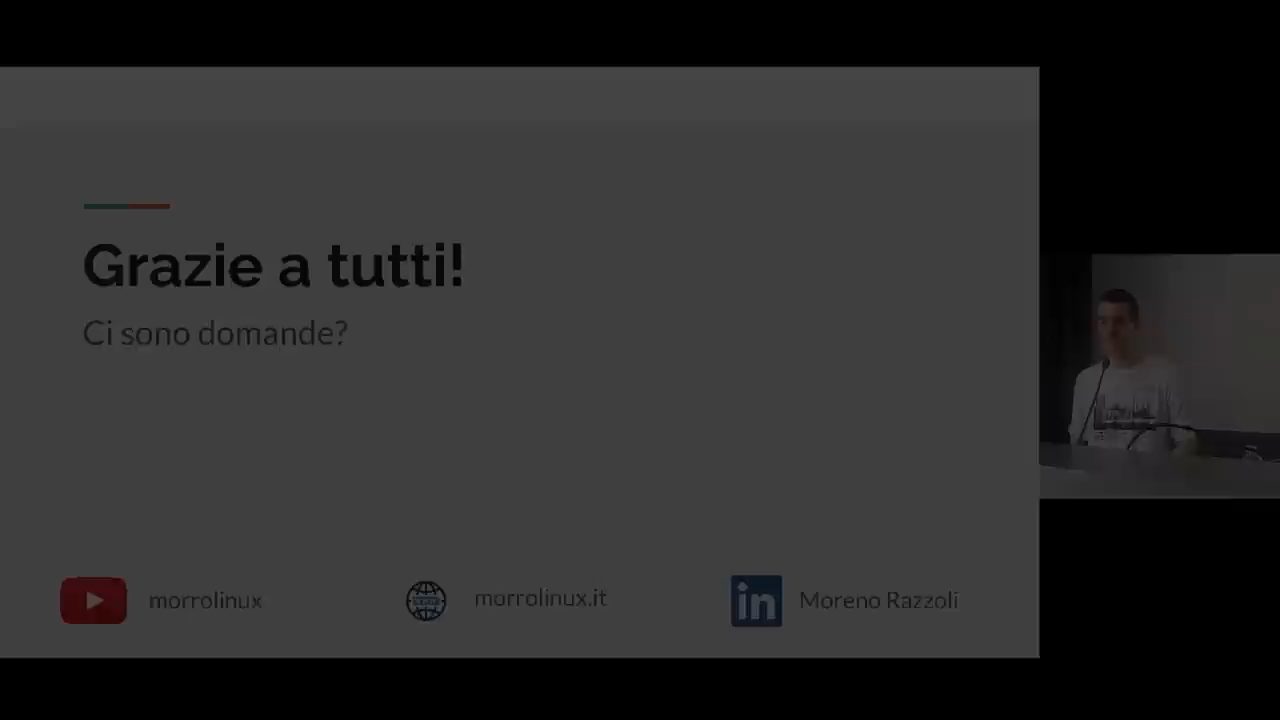 Grazie a tutti!
Ci sono domande?
morrolinux
morrolinux.it
Moreno Razzoli